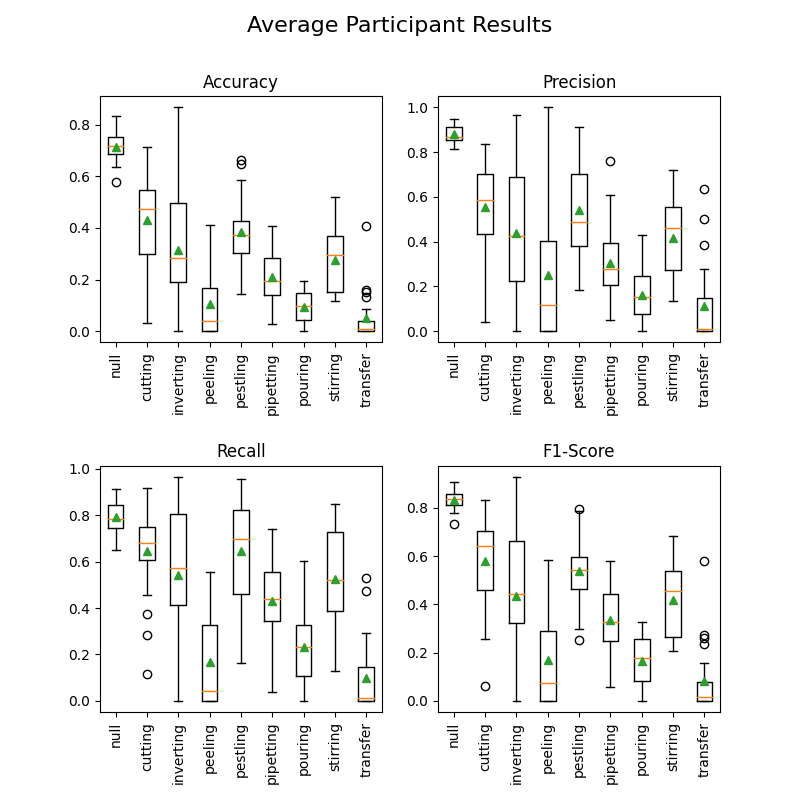 Average Participant Results
Accuracy
0.8
0.6
0.4
0.2
0.0
null
cutting
inverting
peeling
pestling
pipetting
pouring
stirring
transfer
Precision
1.0
0.8
0.6
0.4
0.2
0.0
null
cutting
inverting
peeling
pestling
pipetting
pouring
stirring
transfer
Recall
1.0
0.8
0.6
0.4
0.2
0.0
null
cutting
inverting
peeling
pestling
pipetting
pouring
stirring
transfer
F1-Score
0.8
0.6
0.4
0.2
0.0
null
cutting
inverting
peeling
pestling
pipetting
pouring
stirring
transfer